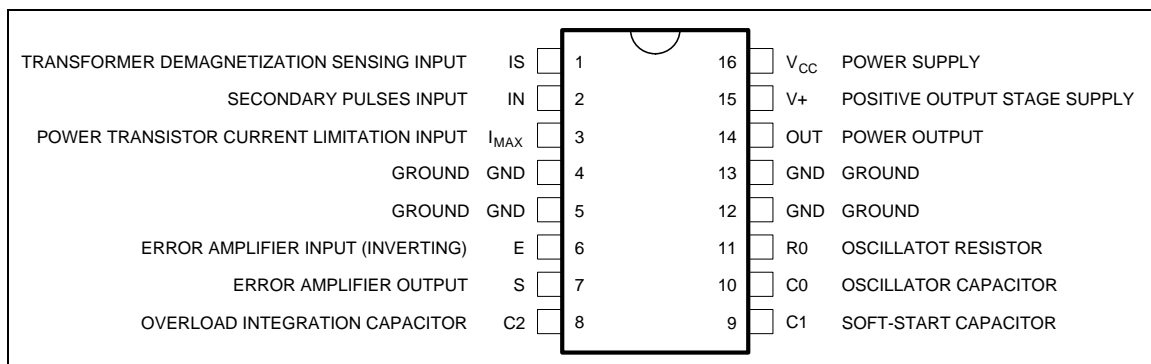 TRANSFORMER DEMAGNETIZATION SENSING INPUT IS 1 16 VCC POWER SUPPLY
SECONDARY PULSES INPUT IN 2 15 V+ POSITIVE OUTPUT STAGE SUPPLY
POWER TRANSISTOR CURRENT LIMITATION INPUT IMAX 3 14 OUT POWER OUTPUT
GROUND GND 4 13 GND GROUND
GROUND GND 5 12 GND GROUND
ERROR AMPLIFIER INPUT (INVERTING) E 6 11 R0 OSCILLATOT RESISTOR
ERROR AMPLIFIER OUTPUT S 7 10 C0 OSCILLATOR CAPACITOR
OVERLOAD INTEGRATION CAPACITOR C2 8 9 C1 SOFT-START CAPACITOR